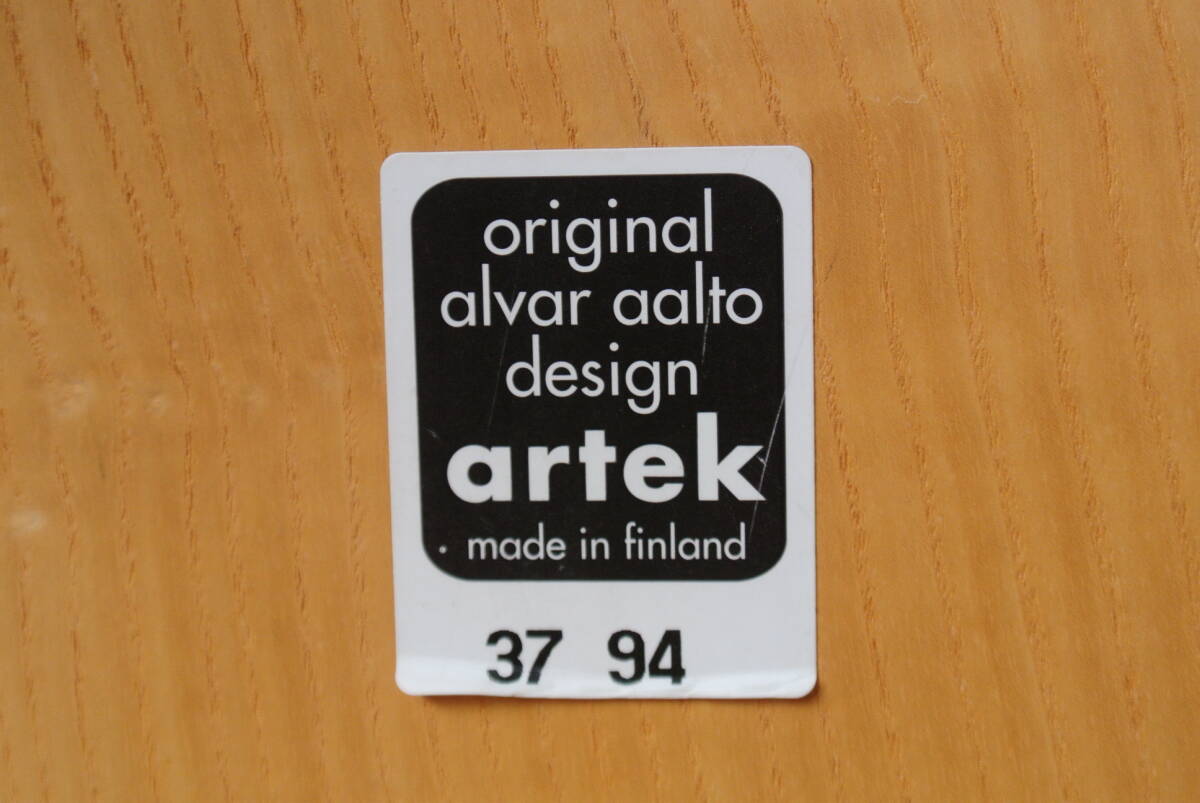 original
alvar aalto
design
artek
made in finland
37 94